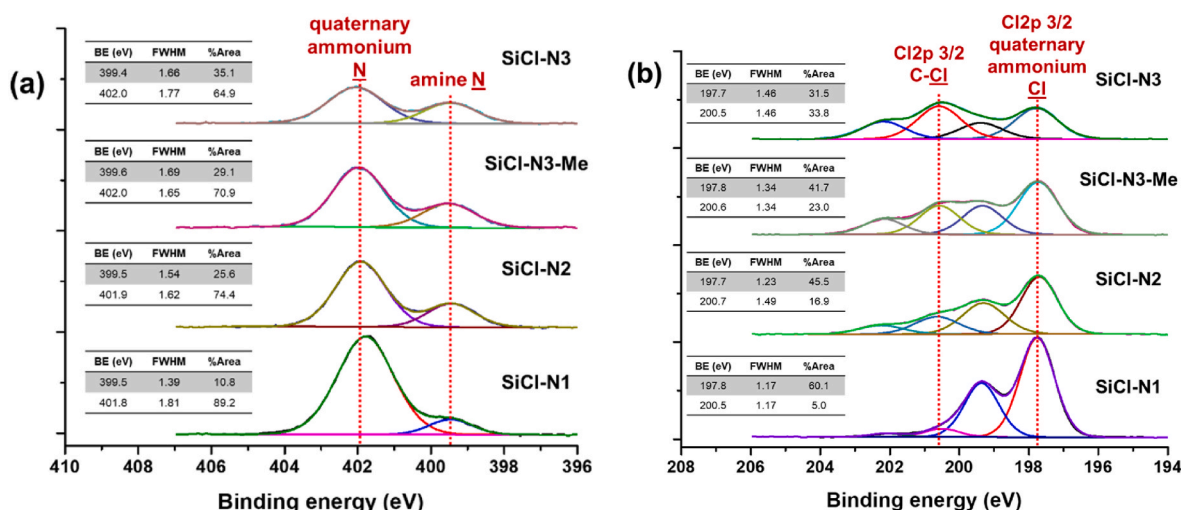 (a)
quaternary
ammonium
N
amine N
BE (eV) FWHM %Area
399.4 1.66 35.1
402.0 1.77 64.9
SiCl-N3
BE (eV) FWHM %Area
399.6 1.69 29.1
402.0 1.65 70.9
SiCl-N3-Me
BE (eV) FWHM %Area
399.5 1.54 25.6
401.9 1.62 74.4
SiCl-N2
BE (eV) FWHM %Area
399.5 1.39 10.8
401.8 1.81 89.2
SiCl-N1
410 408 406 404 402 400 398 396
Binding energy (eV)
(b)
Cl2p 3/2
C-Cl
Cl2p 3/2
quaternary
ammonium
Cl
BE (eV) FWHM %Area
197.7 1.46 31.5
200.5 1.46 33.8
SiCl-N3
BE (eV) FWHM %Area
197.8 1.34 41.7
200.6 1.34 23.0
SiCl-N3-Me
BE (eV) FWHM %Area
197.7 1.23 45.5
200.7 1.49 16.9
SiCl-N2
BE (eV) FWHM %Area
197.8 1.17 60.1
200.5 1.17 5.0
SiCl-N1
208 206 204 202 200 198 196 194
Binding energy (eV)